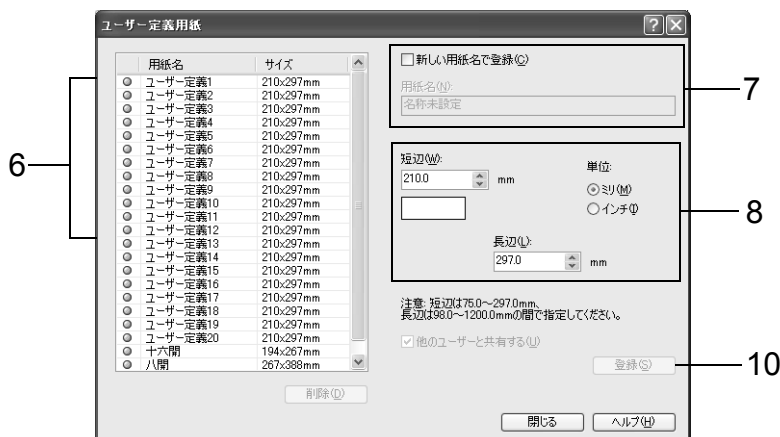 ユーザー定義用紙
用紙名 サイズ
ユーザー定義1 210x297mm
ユーザー定義2 210x297mm
ユーザー定義3 210x297mm
ユーザー定義4 210x297mm
ユーザー定義5 210x297mm
ユーザー定義6 210x297mm
ユーザー定義7 210x297mm
ユーザー定義8 210x297mm
ユーザー定義9 210x297mm
ユーザー定義10 210x297mm
ユーザー定義11 210x297mm
ユーザー定義12 210x297mm
ユーザー定義13 210x297mm
ユーザー定義14 210x297mm
ユーザー定義15 210x297mm
ユーザー定義16 210x297mm
ユーザー定義17 210x297mm
ユーザー定義18 210x297mm
ユーザー定義19 210x297mm
ユーザー定義20 210x297mm
十六開 194x267mm
八開 267x388mm
削除(D)
6
新しい用紙名で登録(C)
用紙名(N):
名称未設定
7
短辺(W):
210.0 mm
単位:
ミリ(M)
インチ(I)
長辺(L):
297.0 mm
8
注意: 短辺は75.0～297.0mm、
長辺は98.0～1200.0mmの間で指定してください。
他のユーザーと共有する(U)
登録(S)
10
閉じる ヘルプ(H)